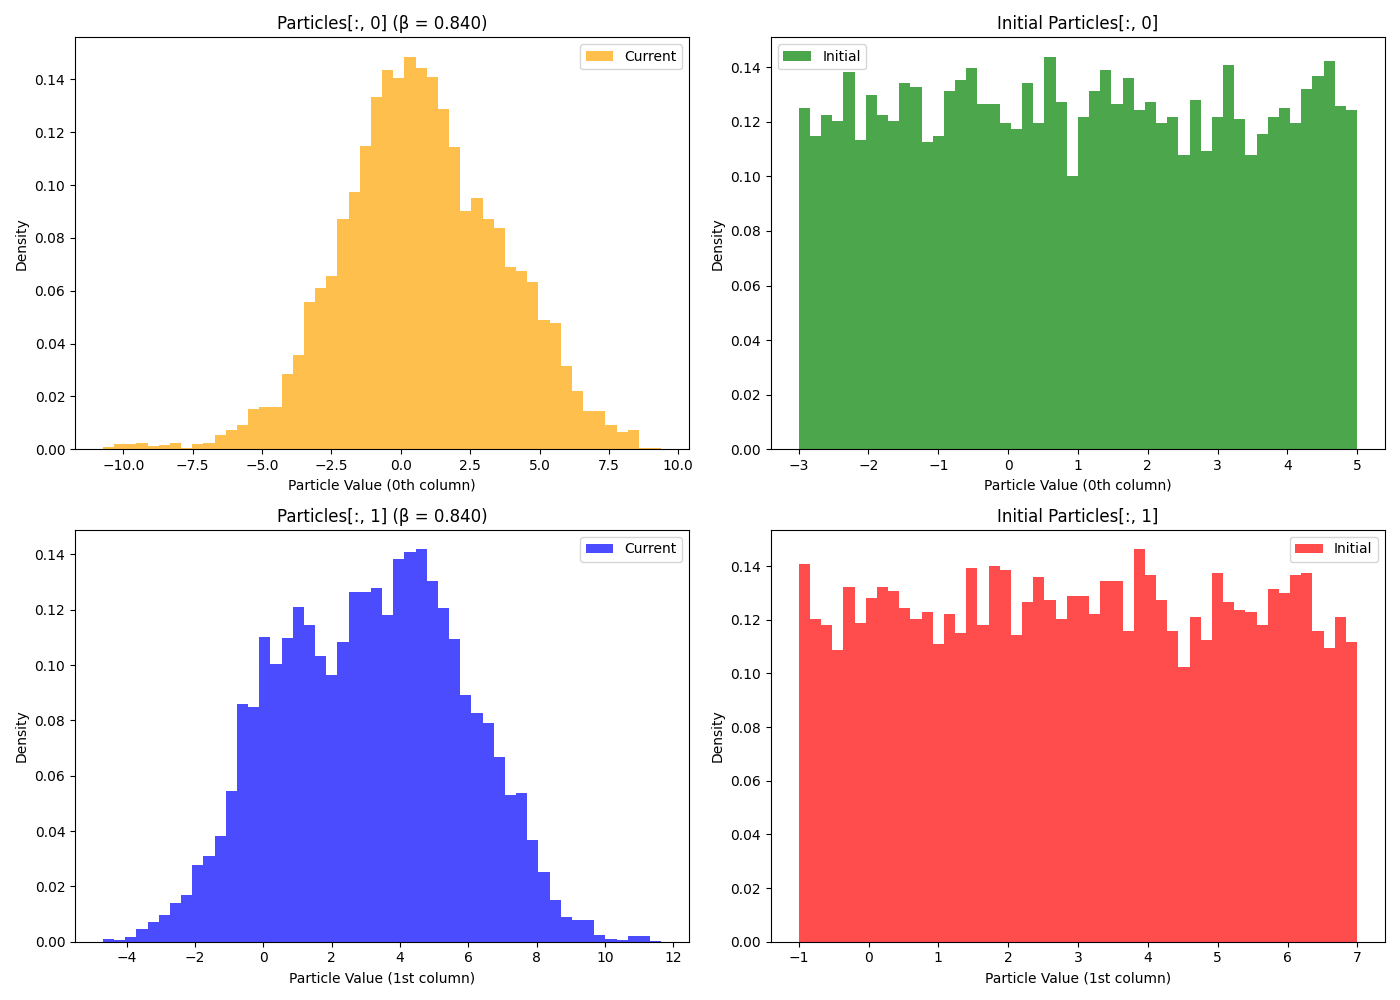 Particles[:, 0] (β = 0.840)
Current
Density
0.14
0.12
0.10
0.08
0.06
0.04
0.02
0.00
−10.0 −7.5 −5.0 −2.5 0.0 2.5 5.0 7.5 10.0
Particle Value (0th column)
Initial Particles[:, 0]
Initial
Density
0.14
0.12
0.10
0.08
0.06
0.04
0.02
0.00
−3 −2 −1 0 1 2 3 4 5
Particle Value (0th column)
Particles[:, 1] (β = 0.840)
Current
Density
0.14
0.12
0.10
0.08
0.06
0.04
0.02
0.00
−4 −2 0 2 4 6 8 10 12
Particle Value (1st column)
Initial Particles[:, 1]
Initial
Density
0.14
0.12
0.10
0.08
0.06
0.04
0.02
0.00
−1 0 1 2 3 4 5 6 7
Particle Value (1st column)